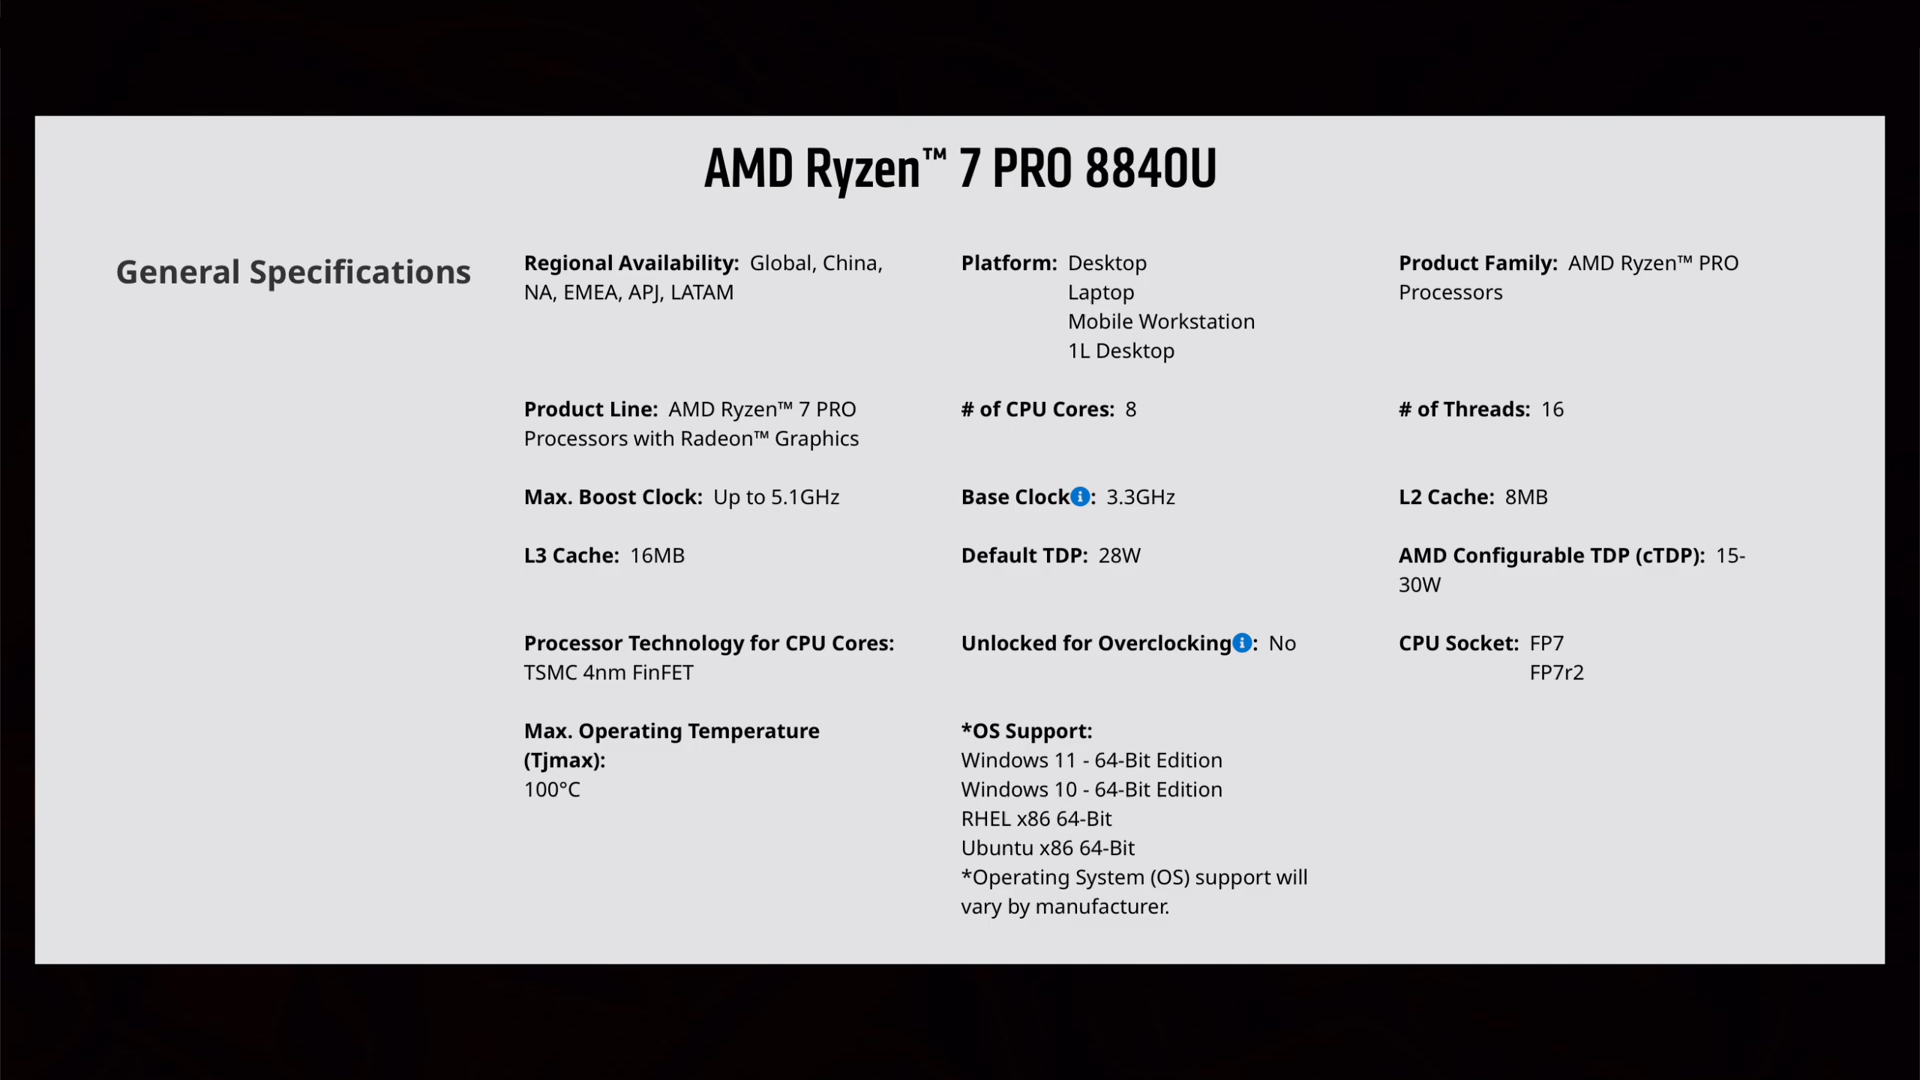 AMD Ryzen™ 7 PRO 8840U
General Specifications
Regional Availability: Global, China,
NA, EMEA, APJ, LATAM
Platform: Desktop
Laptop
Mobile Workstation
1L Desktop
Product Family: AMD Ryzen™ PRO
Processors
Product Line: AMD Ryzen™ 7 PRO
Processors with Radeon™ Graphics
# of CPU Cores: 8
# of Threads: 16
Max. Boost Clock: Up to 5.1GHz
Base Clock: 3.3GHz
L2 Cache: 8MB
L3 Cache: 16MB
Default TDP: 28W
AMD Configurable TDP (cTDP): 15-
30W
Processor Technology for CPU Cores:
TSMC 4nm FinFET
Unlocked for Overclocking: No
CPU Socket: FP7
FP7r2
Max. Operating Temperature
(Tjmax):
100°C
*OS Support:
Windows 11 - 64-Bit Edition
Windows 10 - 64-Bit Edition
RHEL x86 64-Bit
Ubuntu x86 64-Bit
*Operating System (OS) support will
vary by manufacturer.